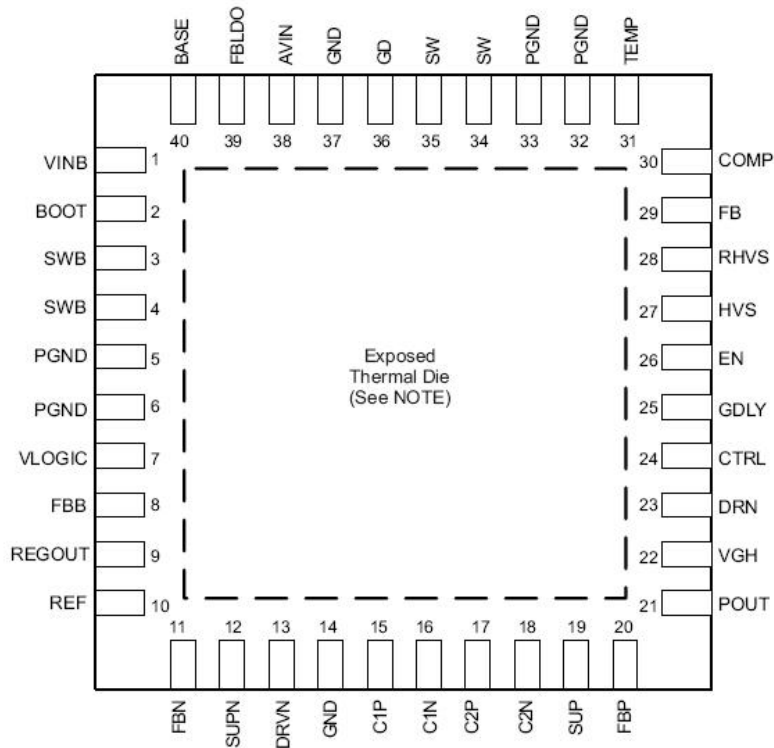 BASE
FBLDO
AVIN
GND
GD
SW
SW
PGND
PGND
TEMP
40 39 38 37 36 35 34 33 32 31
VINB 1
BOOT 2
SWB 3
SWB 4
PGND 5
PGND 6
VLOGIC 7
FBB 8
REGOUT 9
REF 10
Exposed
Thermal Die
(See NOTE)
30 COMP
29 FB
28 RHVS
27 HVS
26 EN
25 GDLY
24 CTRL
23 DRN
22 VGH
21 POUT
11 12 13 14 15 16 17 18 19 20
FBN
SUPN
DRVN
GND
C1P
C1N
C2P
C2N
SUP
FBP